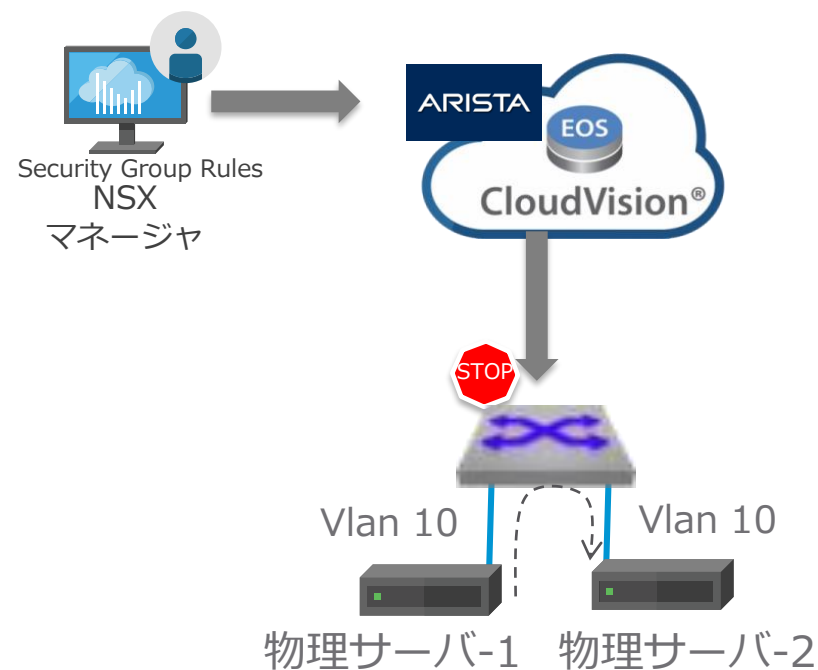 ARISTA
EOS
CloudVision®
Security Group Rules
NSX
マネージャ
STOP
Vlan 10
Vlan 10
物理サーバ-1
物理サーバ-2